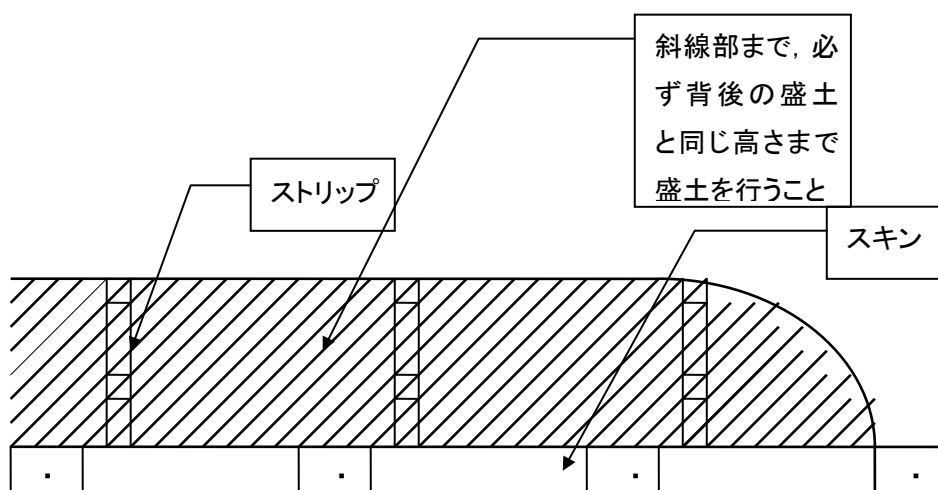 斜線部まで，必
ず背後の盛土
と同じ高さまで
盛土を行うこと
ストリップ
スキン